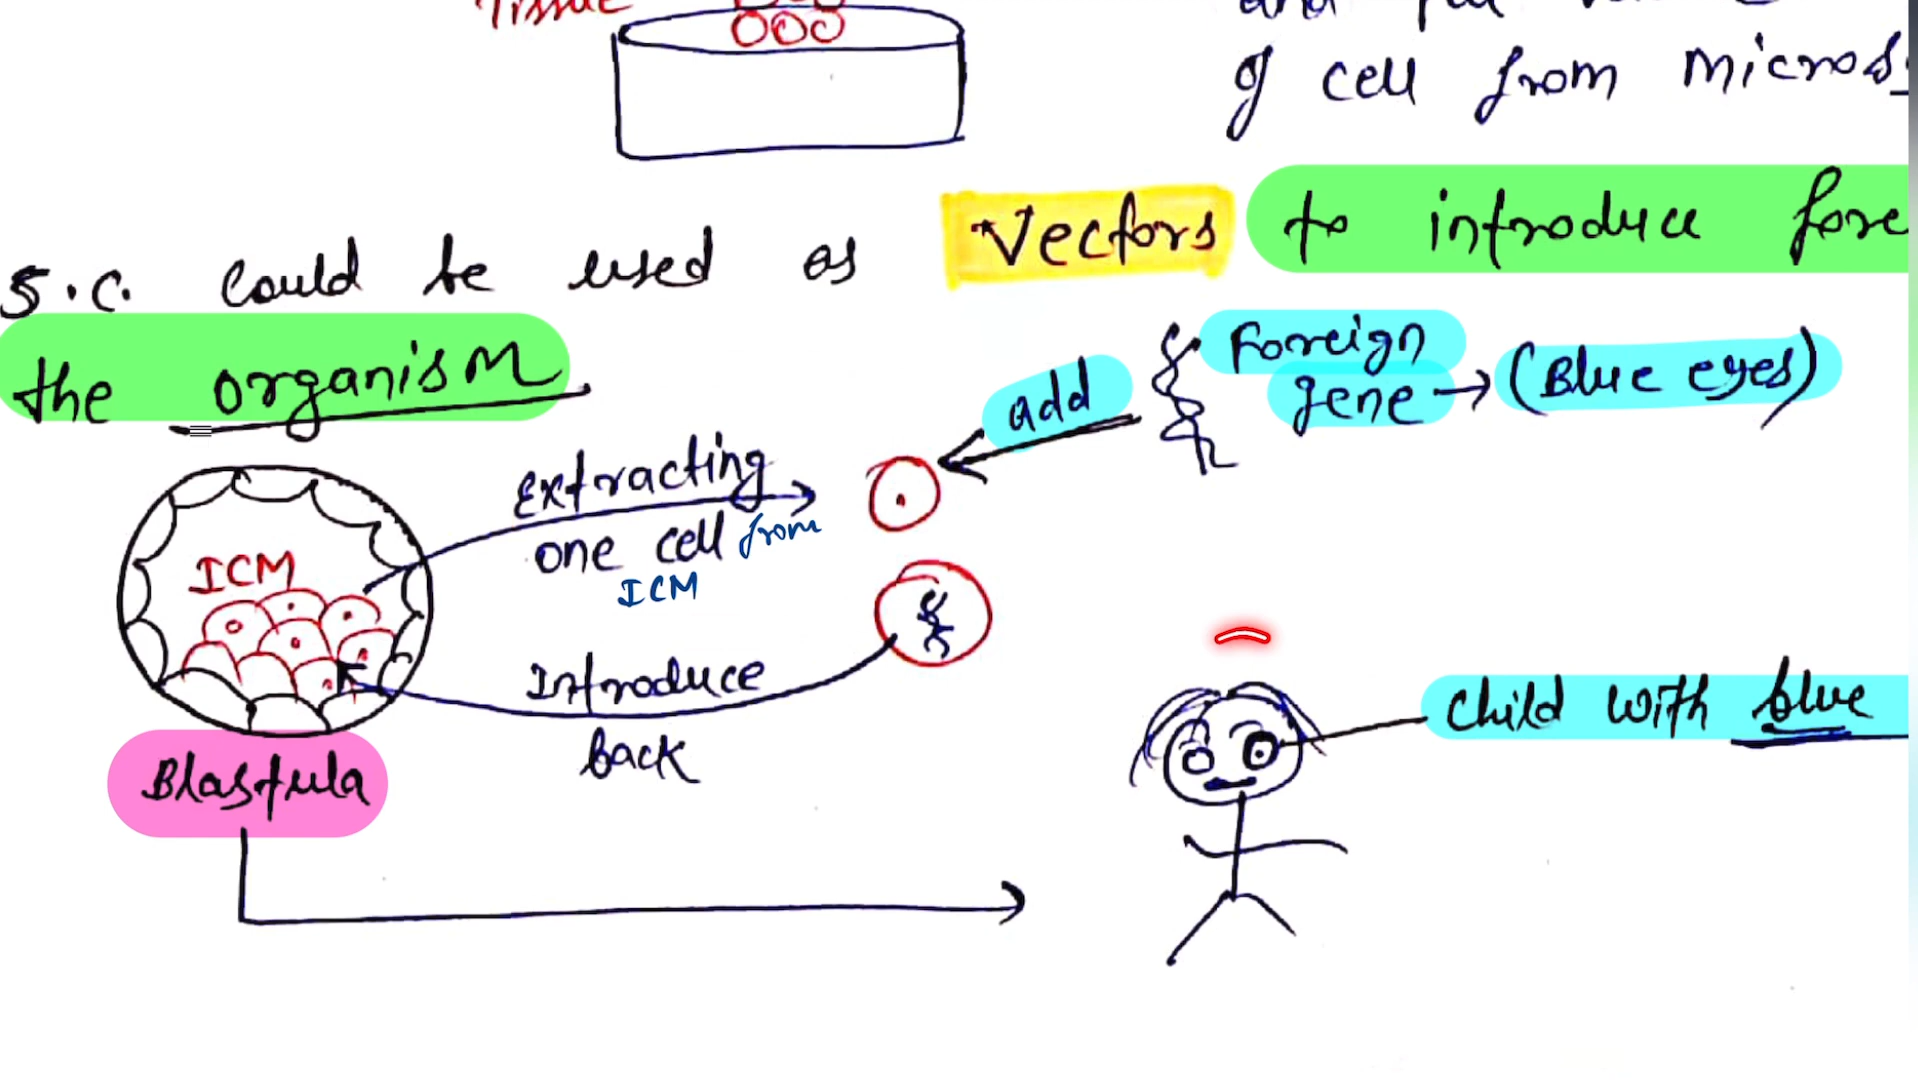 Tissue
of cell from micros
S.C. could be used as Vectors to introduce fore
the organism
add
Foreign
gene → (Blue eyes)
Extracting
one cell from
ICM
ICM
Introduce
back
child with blue
Blastula